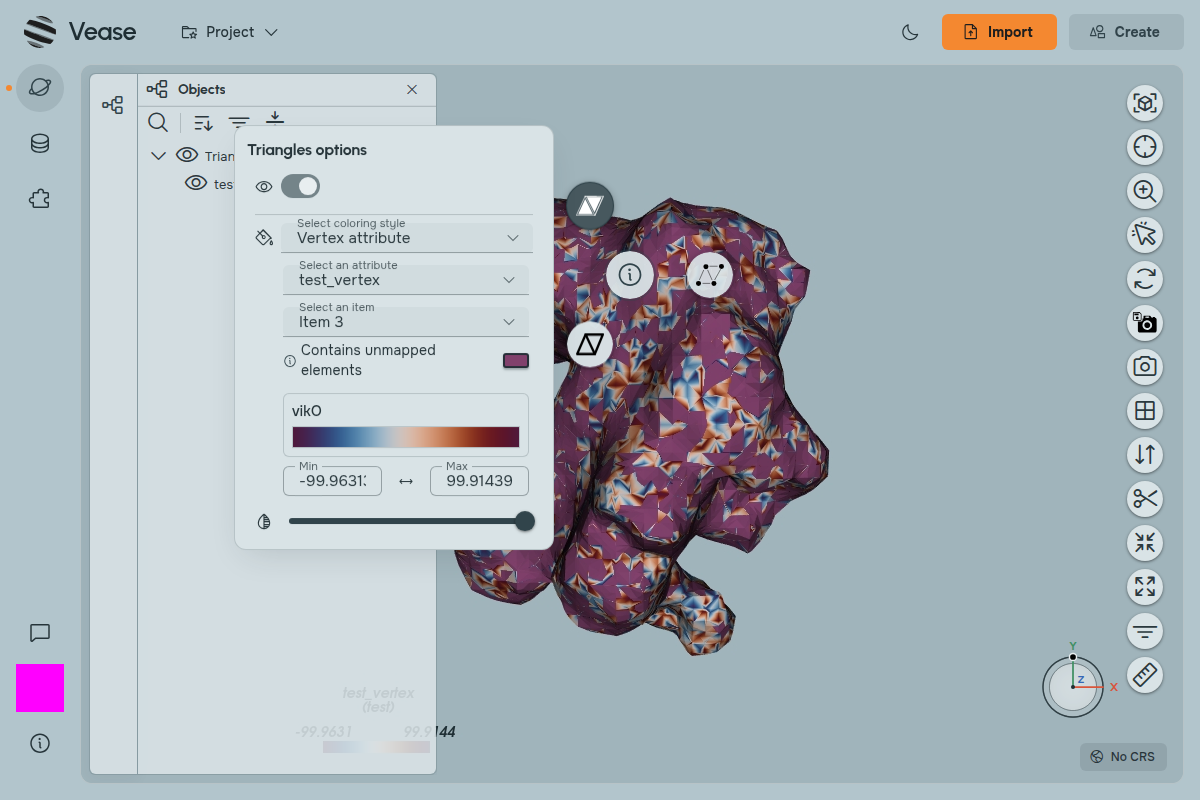 Vease
Project
Import
Create
Objects
Trian
tes
Triangles options
Select coloring style
Vertex attribute
Select an attribute
test_vertex
Select an item
Item 3
Contains unmapped
elements
vikO
Min
-99.9631
Max
99.91439
test_vertex
(test)
-99.9631 99.9144
Y
Z
X
No CRS